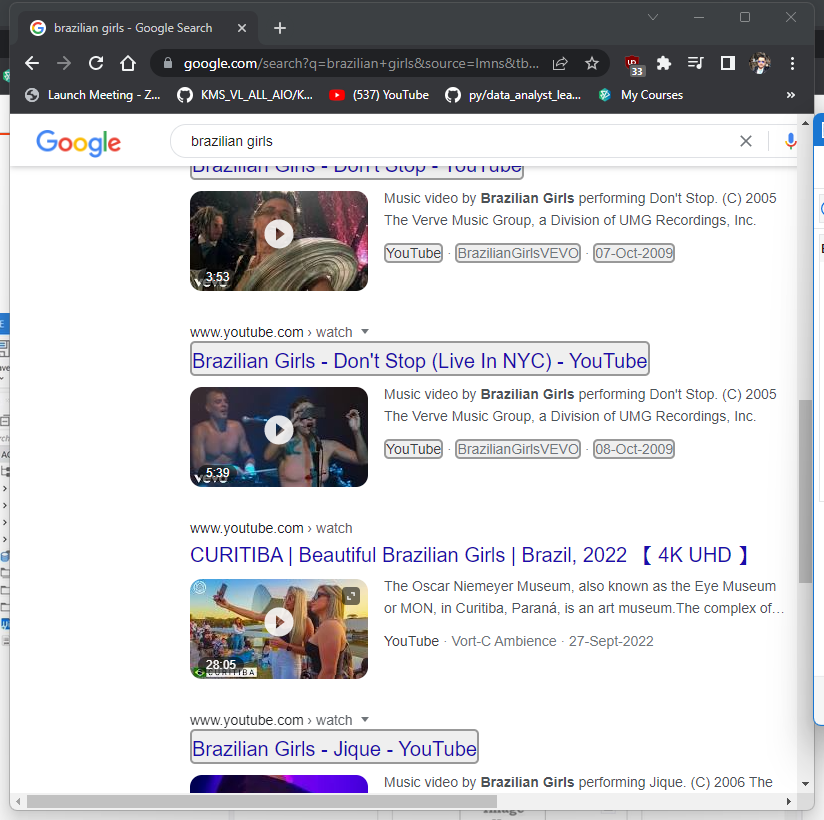 brazilian girls - Google Search
google.com/search?q=brazilian+girls&source=lmns&tb...
33
Launch Meeting - Z...
KMS_VL_ALL_AIO/K...
(537) YouTube
py/data_analyst_lea...
My Courses
»
Google
brazilian girls
Brazilian Girls - Don't Stop - YouTube
Music video by Brazilian Girls performing Don't Stop. (C) 2005
The Verve Music Group, a Division of UMG Recordings, Inc.
3:53
vevo
YouTube · BrazilianGirlsVEVO · 07-Oct-2009
www.youtube.com › watch
Brazilian Girls - Don't Stop (Live In NYC) - YouTube
Music video by Brazilian Girls performing Don't Stop. (C) 2005
The Verve Music Group, a Division of UMG Recordings, Inc.
5:39
vevo
YouTube · BrazilianGirlsVEVO · 08-Oct-2009
www.youtube.com › watch
CURITIBA | Beautiful Brazilian Girls | Brazil, 2022 【 4K UHD 】
The Oscar Niemeyer Museum, also known as the Eye Museum
or MON, in Curitiba, Paraná, is an art museum.The complex of...
28:05
CURITIBA
YouTube · Vort-C Ambience · 27-Sept-2022
www.youtube.com › watch
Brazilian Girls - Jique - YouTube
Music video by Brazilian Girls performing Jique. (C) 2006 The